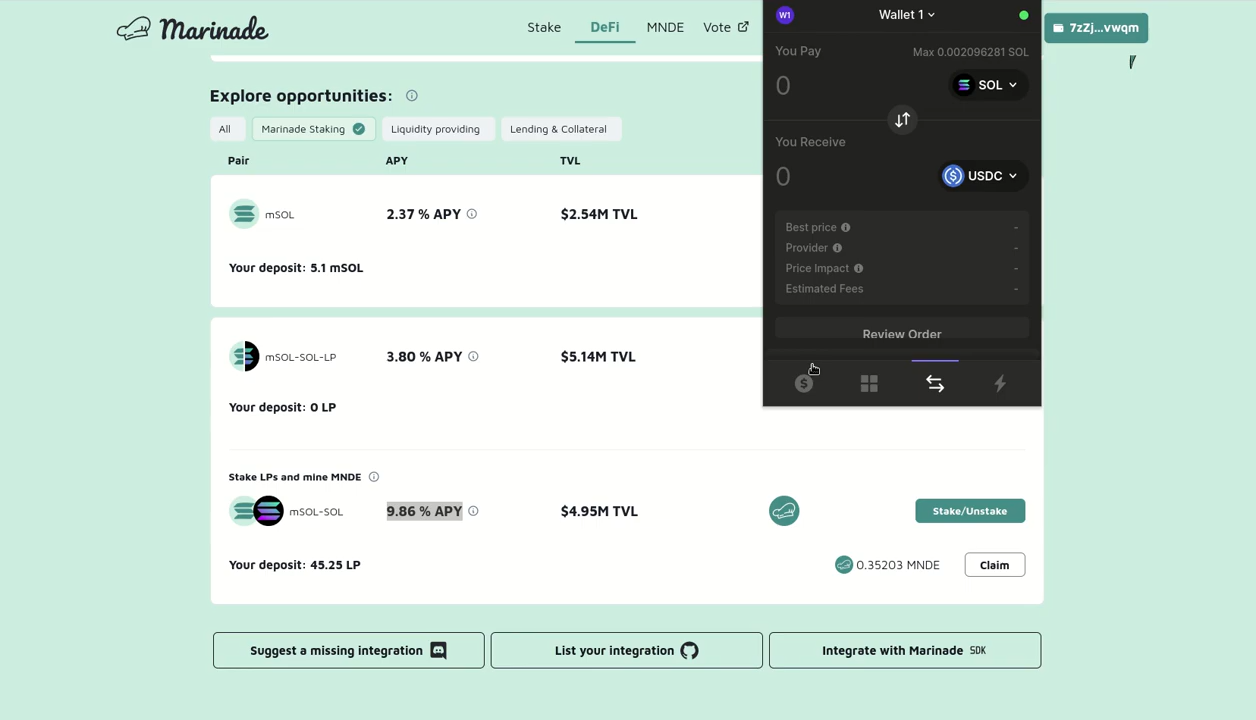 Marinade
Stake
DeFi
MNDE
Vote
7zZj...vwqm
Explore opportunities:
All
Marinade Staking
Liquidity providing
Lending & Collateral
Pair
APY
TVL
mSOL
2.37 % APY
$2.54M TVL
Your deposit: 5.1 mSOL
mSOL-SOL-LP
3.80 % APY
$5.14M TVL
Your deposit: 0 LP
Stake LPs and mine MNDE
mSOL-SOL
9.86 % APY
$4.95M TVL
Stake/Unstake
Your deposit: 45.25 LP
0.35203 MNDE
Claim
Suggest a missing integration
List your integration
Integrate with Marinade SDK
W1
Wallet 1
You Pay
Max 0.002096281 SOL
0
SOL
You Receive
0
USDC
Best price
-
Provider
-
Price Impact
-
Estimated Fees
-
Review Order